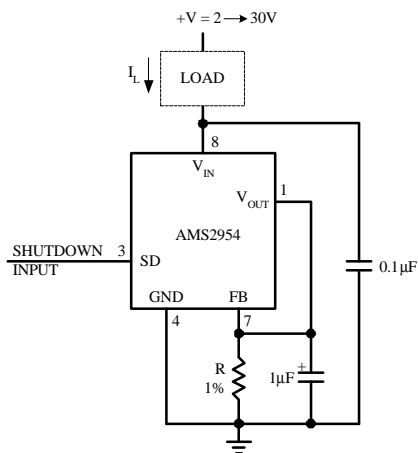 +V = 2 → 30V
I_L
LOAD
8
V_IN
1
V_OUT
AMS2954
SHUTDOWN
INPUT
3
SD
0.1µF
GND
FB
4
7
R
1%
+
1µF